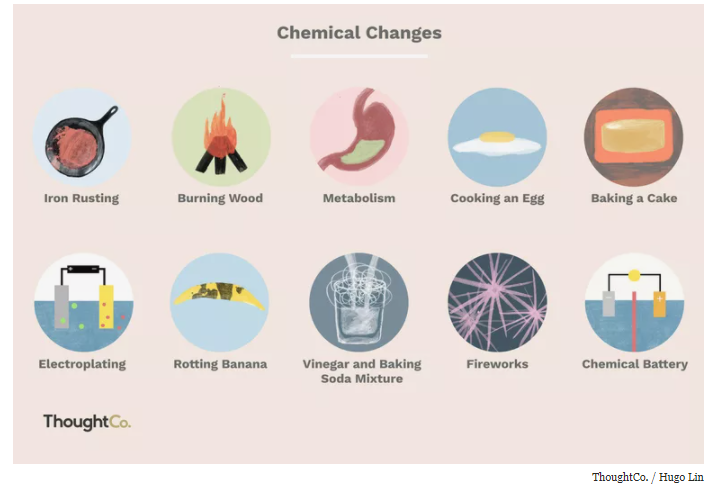 Chemical Changes
Iron Rusting
Burning Wood
Metabolism
Cooking an Egg
Baking a Cake
Electroplating
Rotting Banana
Vinegar and Baking
Soda Mixture
Fireworks
Chemical Battery
ThoughtCo.
ThoughtCo. / Hugo Lin